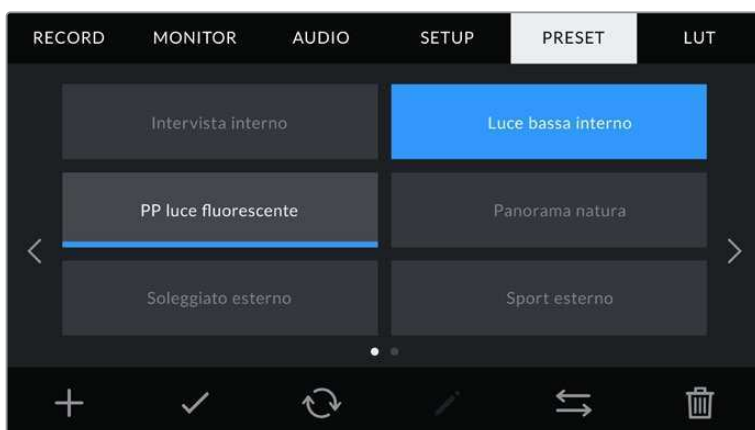 RECORD MONITOR AUDIO SETUP PRESET LUT
Intervista interno Luce bassa interno
PP luce fluorescente Panorama natura
Soleggiato esterno Sport esterno